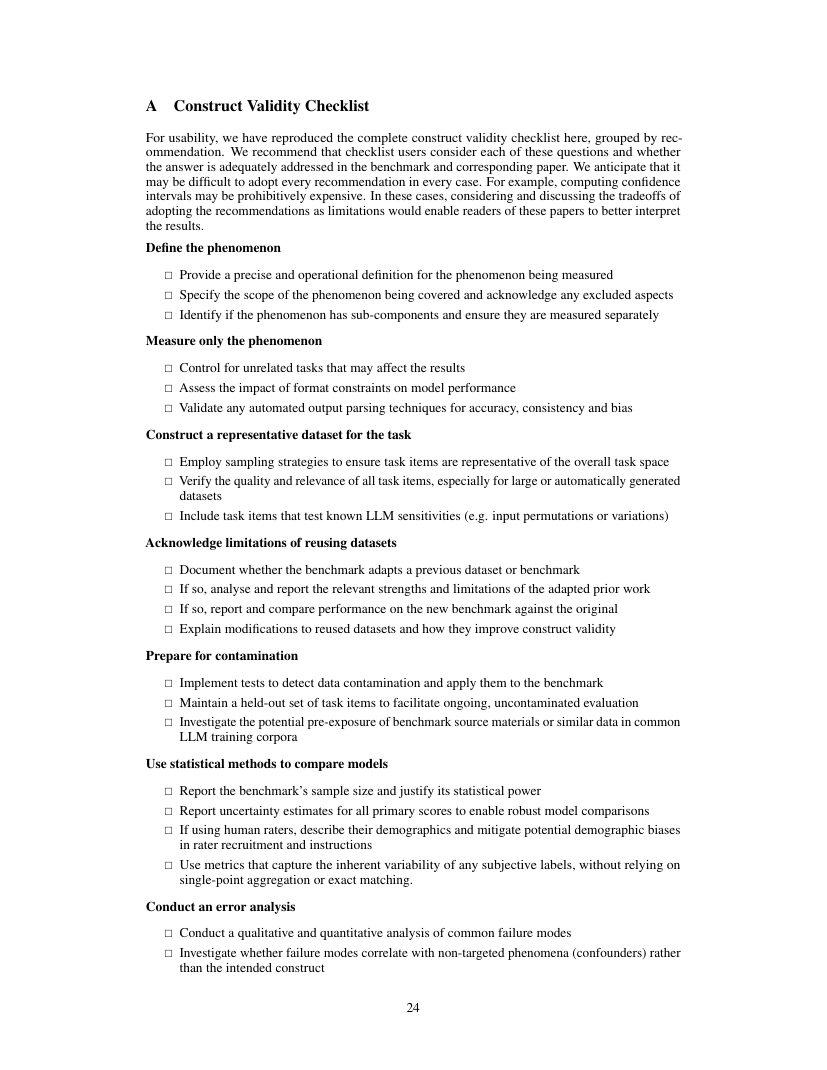 A Construct Validity Checklist
For usability, we have reproduced the complete construct validity checklist here, grouped by rec-
ommendation. We recommend that checklist users consider each of these questions and whether
the answer is adequately addressed in the benchmark and corresponding paper. We anticipate that it
may be difficult to adopt every recommendation in every case. For example, computing confidence
intervals may be prohibitively expensive. In these cases, considering and discussing the tradeoffs of
adopting the recommendations as limitations would enable readers of these papers to better interpret
the results.
Define the phenomenon
□ Provide a precise and operational definition for the phenomenon being measured
□ Specify the scope of the phenomenon being covered and acknowledge any excluded aspects
□ Identify if the phenomenon has sub-components and ensure they are measured separately
Measure only the phenomenon
□ Control for unrelated tasks that may affect the results
□ Assess the impact of format constraints on model performance
□ Validate any automated output parsing techniques for accuracy, consistency and bias
Construct a representative dataset for the task
□ Employ sampling strategies to ensure task items are representative of the overall task space
□ Verify the quality and relevance of all task items, especially for large or automatically generated
datasets
□ Include task items that test known LLM sensitivities (e.g. input permutations or variations)
Acknowledge limitations of reusing datasets
□ Document whether the benchmark adapts a previous dataset or benchmark
□ If so, analyse and report the relevant strengths and limitations of the adapted prior work
□ If so, report and compare performance on the new benchmark against the original
□ Explain modifications to reused datasets and how they improve construct validity
Prepare for contamination
□ Implement tests to detect data contamination and apply them to the benchmark
□ Maintain a held-out set of task items to facilitate ongoing, uncontaminated evaluation
□ Investigate the potential pre-exposure of benchmark source materials or similar data in common
LLM training corpora
Use statistical methods to compare models
□ Report the benchmark's sample size and justify its statistical power
□ Report uncertainty estimates for all primary scores to enable robust model comparisons
□ If using human raters, describe their demographics and mitigate potential demographic biases
in rater recruitment and instructions
□ Use metrics that capture the inherent variability of any subjective labels, without relying on
single-point aggregation or exact matching.
Conduct an error analysis
□ Conduct a qualitative and quantitative analysis of common failure modes
□ Investigate whether failure modes correlate with non-targeted phenomena (confounders) rather
than the intended construct
24